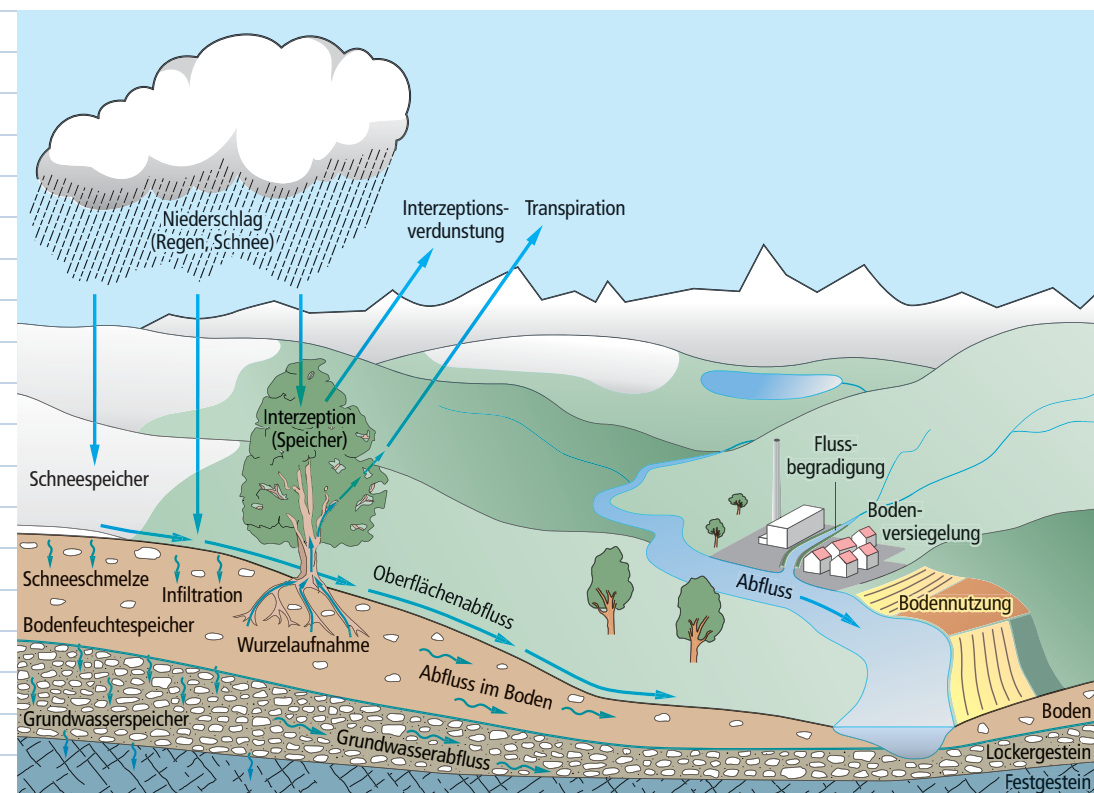 Niederschlag
(Regen, Schnee)
Interzeptions-
verdunstung
Transpiration
Interzeption
(Speicher)
Schneespeicher
Fluss-
begradigung
Boden-
versiegelung
Schneeschmelze
Infiltration
Oberflächenabfluss
Abfluss
Bodennutzung
Bodenfeuchtespeicher
Wurzelaufnahme
Abfluss im Boden
Grundwasserspeicher
Grundwasserabfluss
Boden
Lockergestein
Festgestein